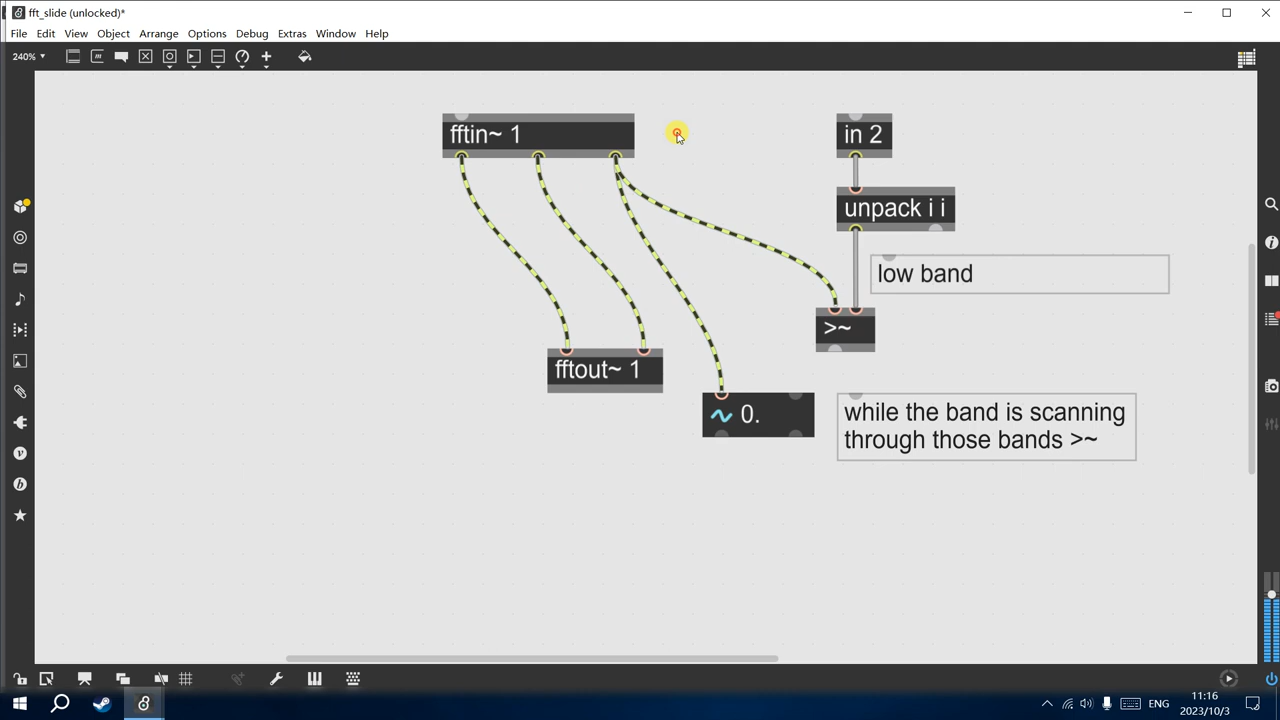 fft_slide (unlocked)*
File Edit View Object Arrange Options Debug Extras Window Help
240%
fftin~ 1
in 2
unpack i i
low band
>~
fftout~ 1
0.
while the band is scanning
through those bands >~
ENG
11:16
2023/10/3